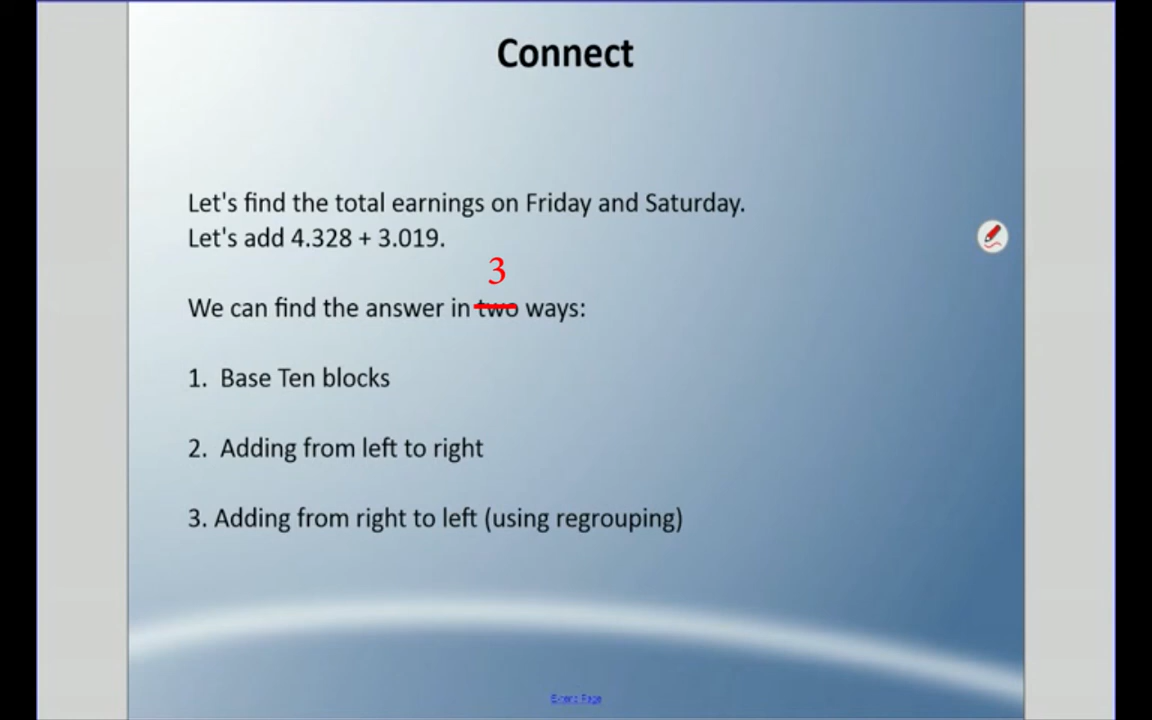 Connect
Let's find the total earnings on Friday and Saturday.
Let's add 4.328 + 3.019.
3
We can find the answer in two ways:
1. Base Ten blocks
2. Adding from left to right
3. Adding from right to left (using regrouping)